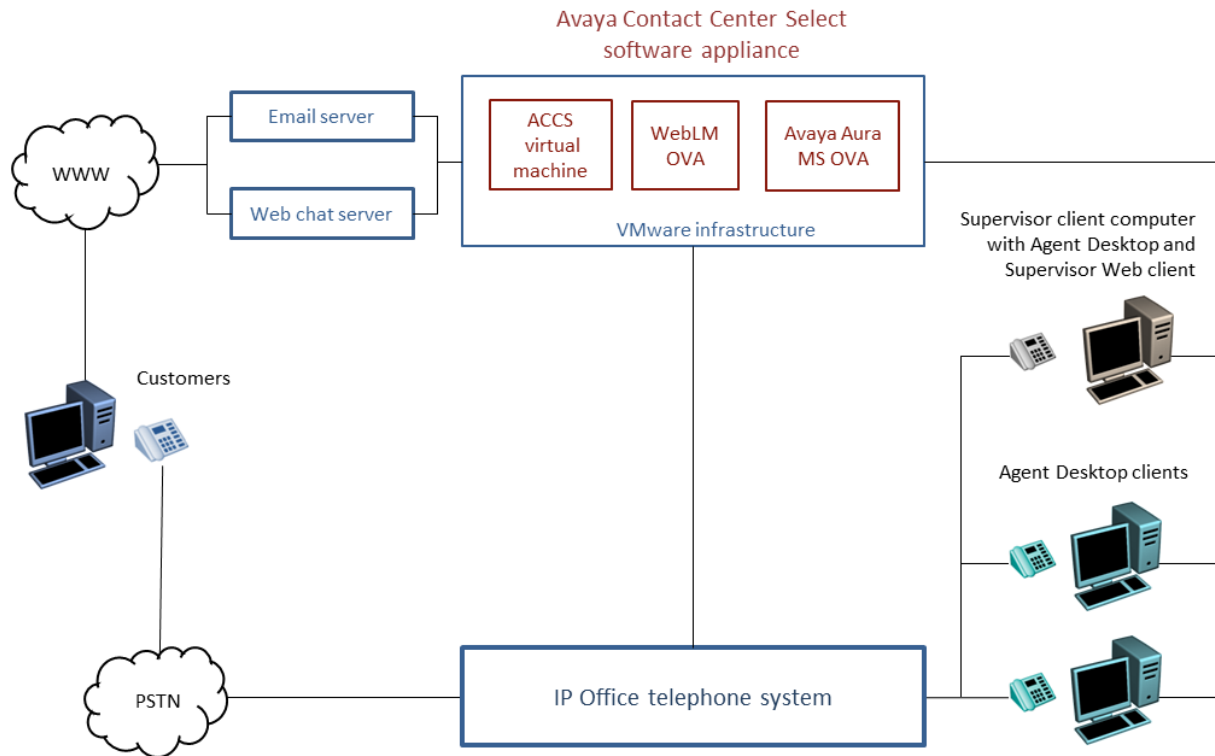 Avaya Contact Center Select
software appliance
Email server
Web chat server
WWW
ACCS
virtual
machine
WebLM
OVA
Avaya Aura
MS OVA
VMware infrastructure
Supervisor client computer
with Agent Desktop and
Supervisor Web client
Customers
Agent Desktop clients
PSTN
IP Office telephone system